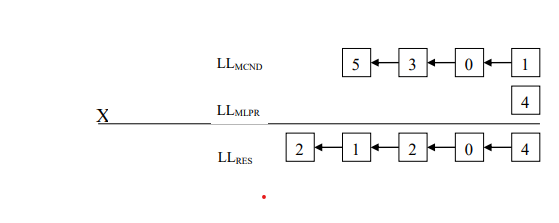 LLMCND 5 3 0 1
4
X LLMLPR
LLRES 2 1 2 0 4